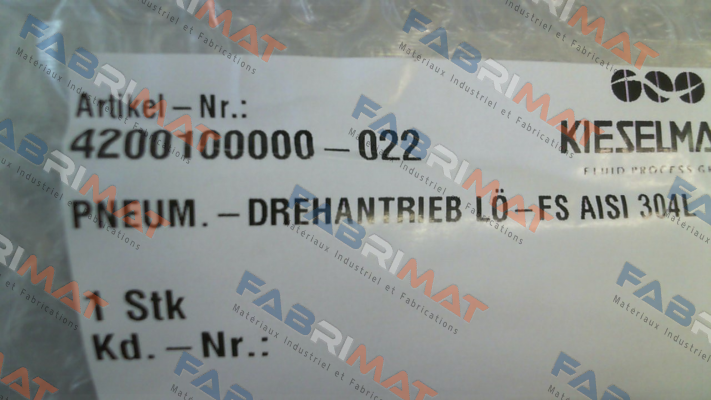 Artikel-Nr.:
4200100000-022
KIESELMA
FLUID PROCESS G
PNEUM.-DREHANTRIEB LÖ-FS AISI 304L
1 Stk
Kd.-Nr.:
FABRIMAT
Materiaux Industriel et Fabrications